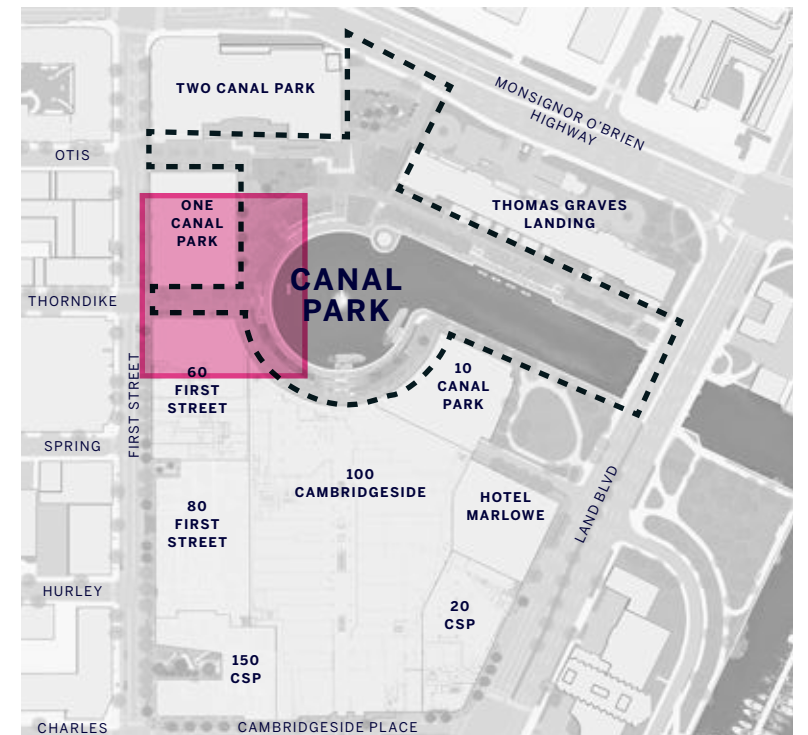 TWO CANAL PARK
MONSIGNOR O'BRIEN
HIGHWAY
OTIS
ONE
CANAL
PARK
THOMAS GRAVES
LANDING
CANAL
PARK
THORNDIKE
60
FIRST
STREET
10
CANAL
PARK
FIRST STREET
SPRING
100
CAMBRIDGESIDE
HOTEL
MARLOWE
LAND BLVD
80
FIRST
STREET
HURLEY
20
CSP
150
CSP
CHARLES
CAMBRIDGESIDE PLACE